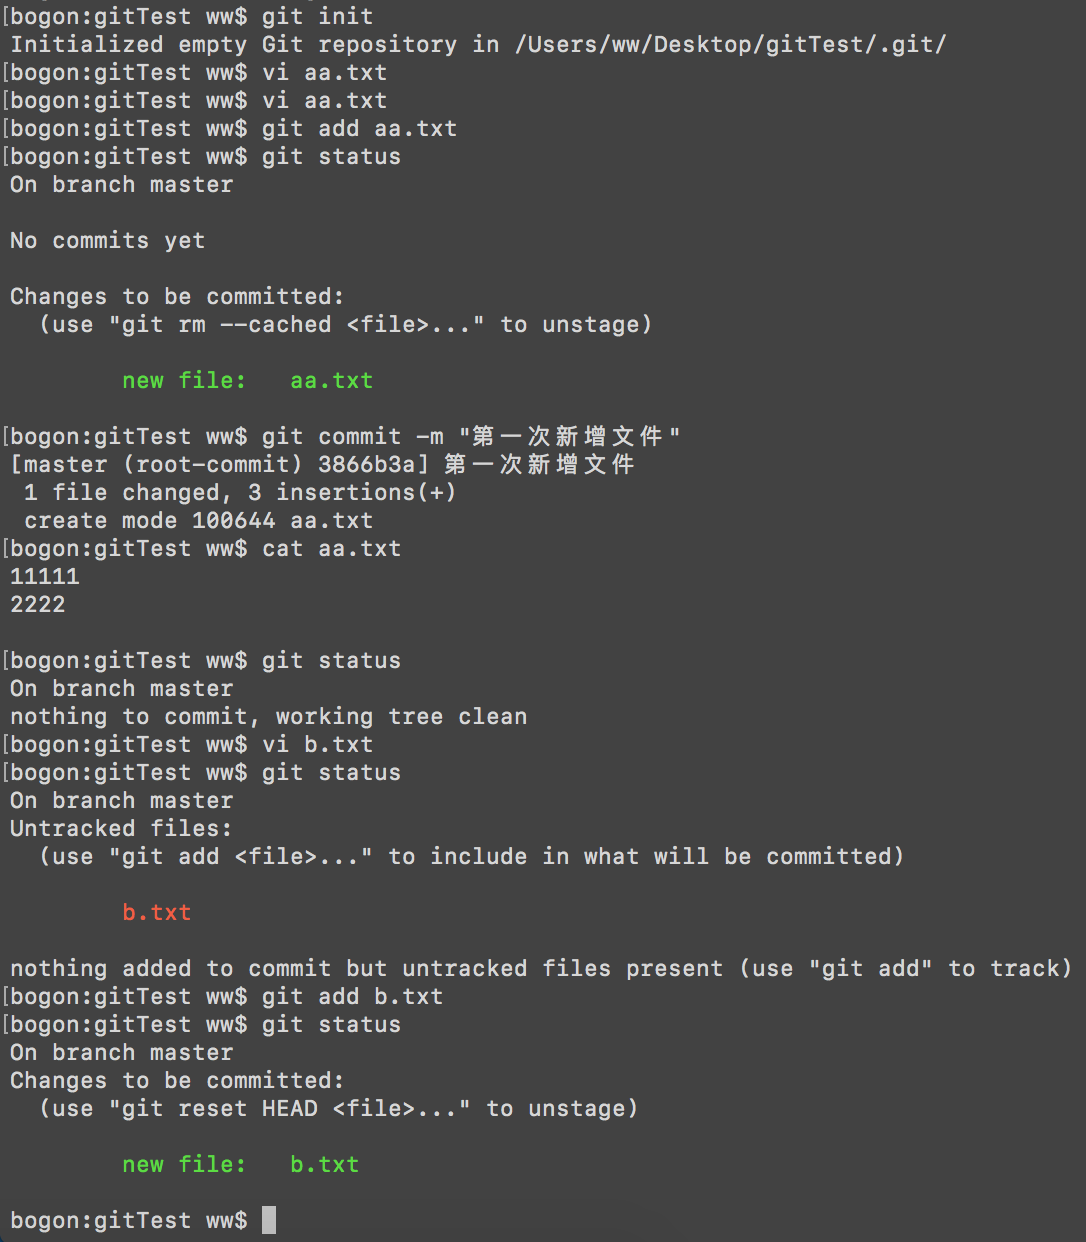 [bogon:gitTest ww$ git init
Initialized empty Git repository in /Users/ww/Desktop/gitTest/.git/
[bogon:gitTest ww$ vi aa.txt
[bogon:gitTest ww$ vi aa.txt
[bogon:gitTest ww$ git add aa.txt
[bogon:gitTest ww$ git status
On branch master
No commits yet
Changes to be committed:
(use "git rm --cached <file>..." to unstage)
new file:   aa.txt
[bogon:gitTest ww$ git commit -m "第一次新增文件"
[master (root-commit) 3866b3a] 第一次新增文件
1 file changed, 3 insertions(+)
create mode 100644 aa.txt
[bogon:gitTest ww$ cat aa.txt
11111
2222
[bogon:gitTest ww$ git status
On branch master
nothing to commit, working tree clean
[bogon:gitTest ww$ vi b.txt
[bogon:gitTest ww$ git status
On branch master
Untracked files:
(use "git add <file>..." to include in what will be committed)
b.txt
nothing added to commit but untracked files present (use "git add" to track)
[bogon:gitTest ww$ git add b.txt
[bogon:gitTest ww$ git status
On branch master
Changes to be committed:
(use "git reset HEAD <file>..." to unstage)
new file:   b.txt
bogon:gitTest ww$